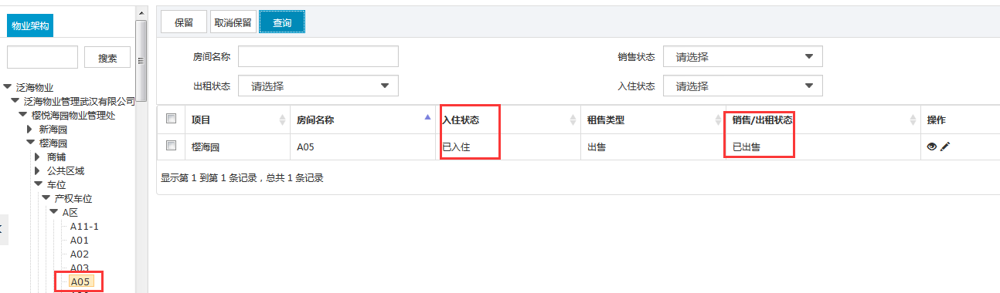 物业架构
搜索
泛海物业
泛海物业管理武汉有限公司
樱悦海园物业管理处
新海园
樱海园
商铺
公共区域
车位
产权车位
A区
A11-1
A01
A02
A03
A05
保留 取消保留 查询
房间名称 销售状态 请选择
出租状态 请选择 入住状态 请选择
项目 房间名称 入住状态 租售类型 销售/出租状态 操作
樱海园 A05 已入住 出售 已出售
显示第 1 到第 1 条记录，总共 1 条记录